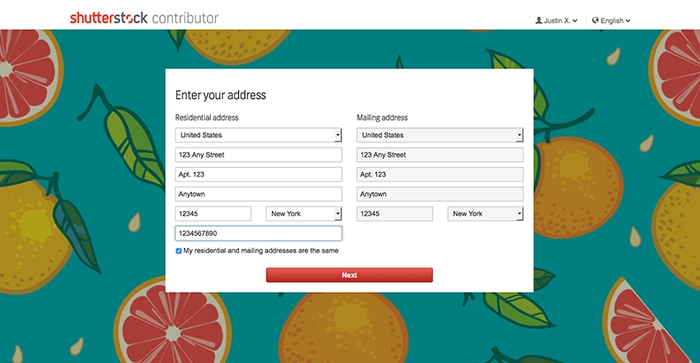 shutterstock contributor
Justin X.
English
Enter your address
Residential address
Mailing address
United States
United States
123 Any Street
123 Any Street
Apt. 123
Apt. 123
Anytown
Anytown
12345
New York
12345
New York
1234567890
My residential and mailing addresses are the same
Next